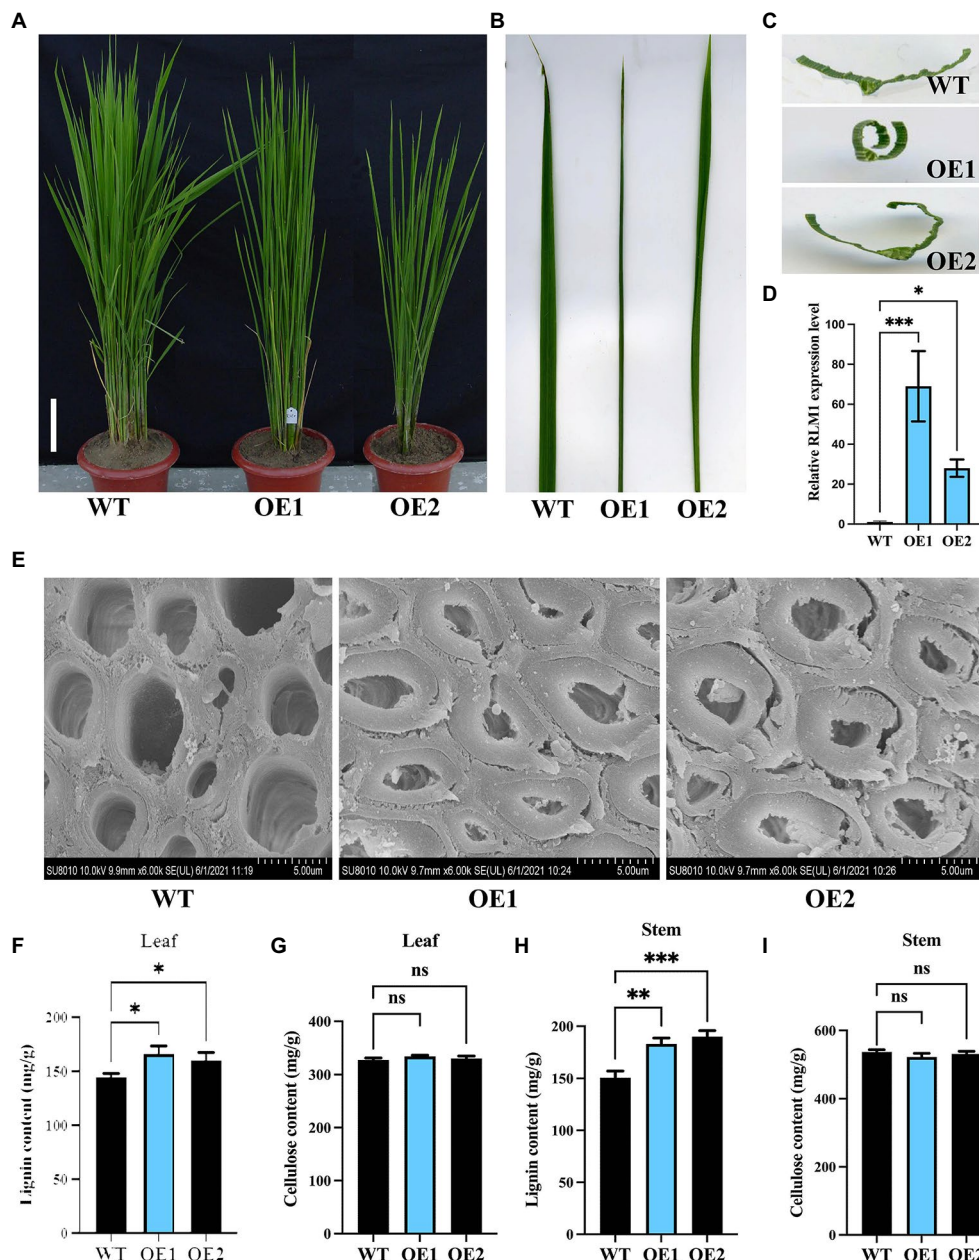 A
WT
OE1
OE2
B
WT
OE1
OE2
C
WT
OE1
OE2
D
Relative RLM1 expression level
100
80
60
40
20
0
***
*
WT
OE1
OE2
E
SU8010 10.0kV 9.9mm x6.00k SE(UL) 6/1/2021 11:19
5.00um
SU8010 10.0kV 9.7mm x6.00k SE(UL) 6/1/2021 10:24
5.00um
SU8010 10.0kV 9.7mm x6.00k SE(UL) 6/1/2021 10:26
5.00um
WT
OE1
OE2
F
Leaf
*
*
Lignin content (mg/g)
200
150
100
50
0
WT
OE1
OE2
G
Leaf
ns
ns
Cellulose content (mg/g)
400
300
200
100
0
WT
OE1
OE2
H
Stem
***
**
Lignin content (mg/g)
200
150
100
50
0
WT
OE1
OE2
I
Stem
ns
ns
Cellulose content (mg/g)
600
400
200
0
WT
OE1
OE2